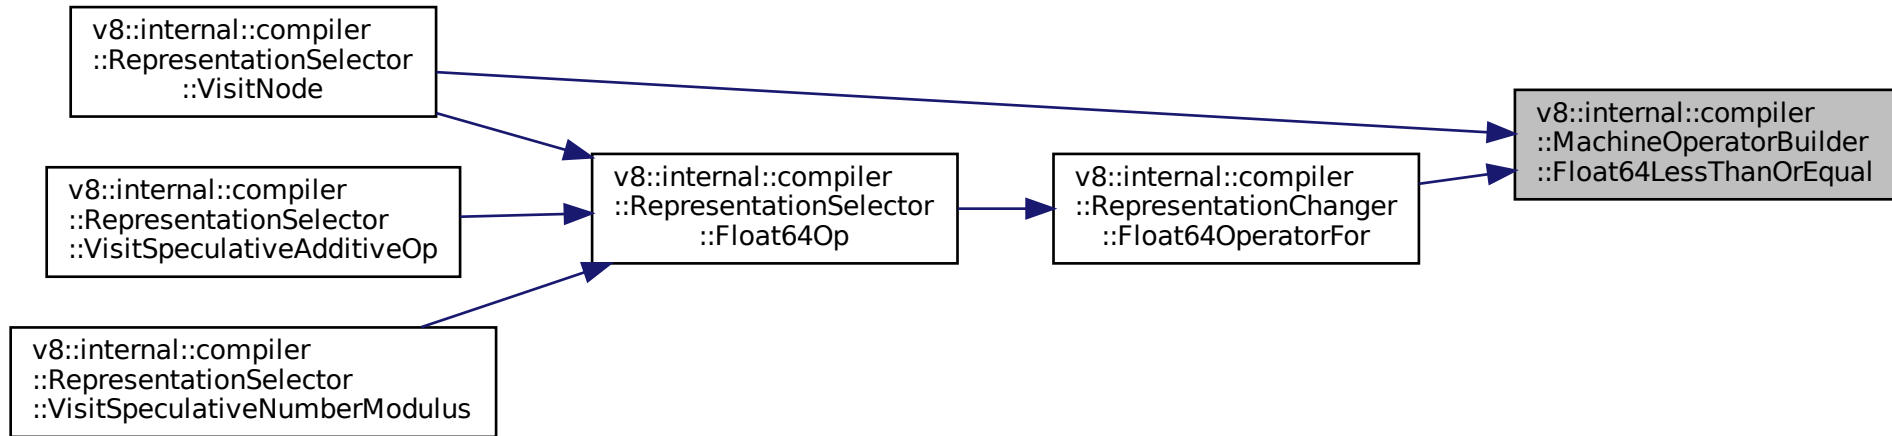 v8::internal::compiler
::RepresentationSelector
::VisitNode
v8::internal::compiler
::RepresentationSelector
::VisitSpeculativeAdditiveOp
v8::internal::compiler
::RepresentationSelector
::VisitSpeculativeNumberModulus
v8::internal::compiler
::RepresentationSelector
::Float64Op
v8::internal::compiler
::RepresentationChanger
::Float64OperatorFor
v8::internal::compiler
::MachineOperatorBuilder
::Float64LessThanOrEqual